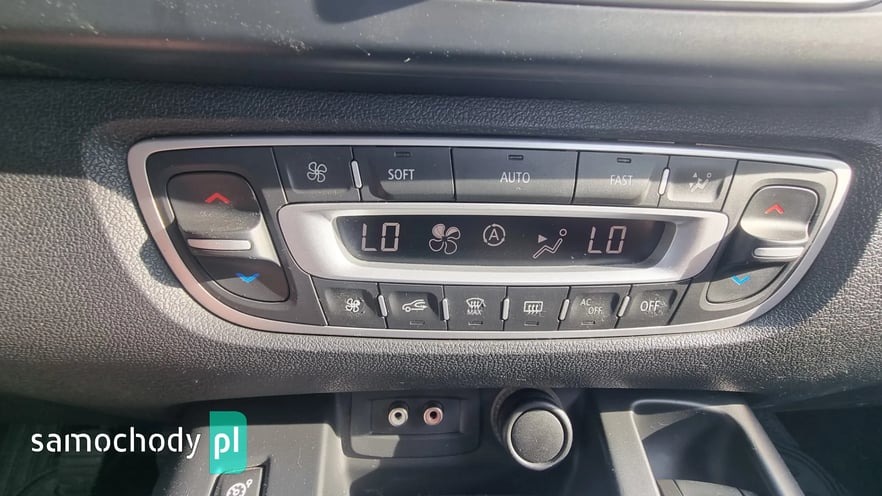 SOFT AUTO FAST
LO A LO
MAX AC OFF OFF
samochody pl